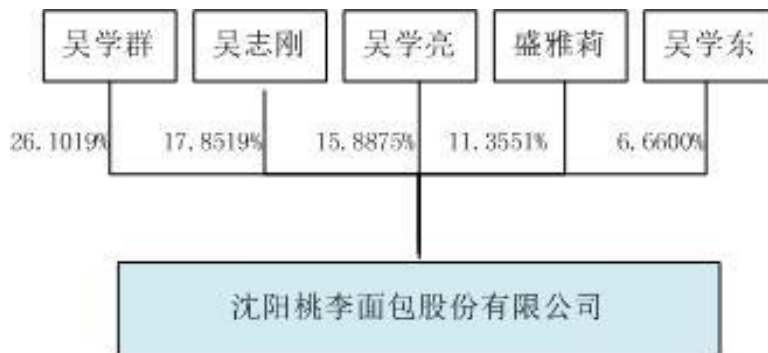 吴学群 吴志刚 吴学亮 盛雅莉 吴学东
26.1019% 17.8519% 15.8875% 11.3551% 6.6600%
沈阳桃李面包股份有限公司